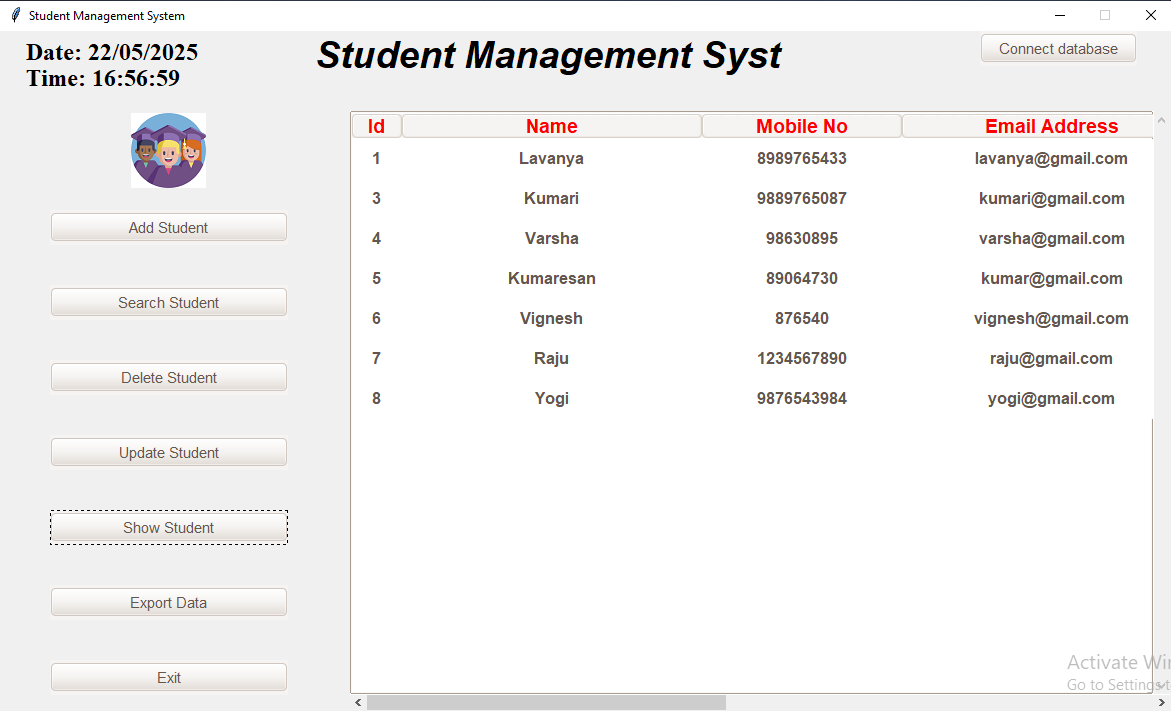 Student Management System
Date: 22/05/2025
Time: 16:56:59
Student Management Syst
Connect database
Add Student
Search Student
Delete Student
Update Student
Show Student
Export Data
Exit
Id Name Mobile No Email Address
1 Lavanya 8989765433 lavanya@gmail.com
3 Kumari 9889765087 kumari@gmail.com
4 Varsha 98630895 varsha@gmail.com
5 Kumaresan 89064730 kumar@gmail.com
6 Vignesh 876540 vignesh@gmail.com
7 Raju 1234567890 raju@gmail.com
8 Yogi 9876543984 yogi@gmail.com
Activate Win
Go to Settings t